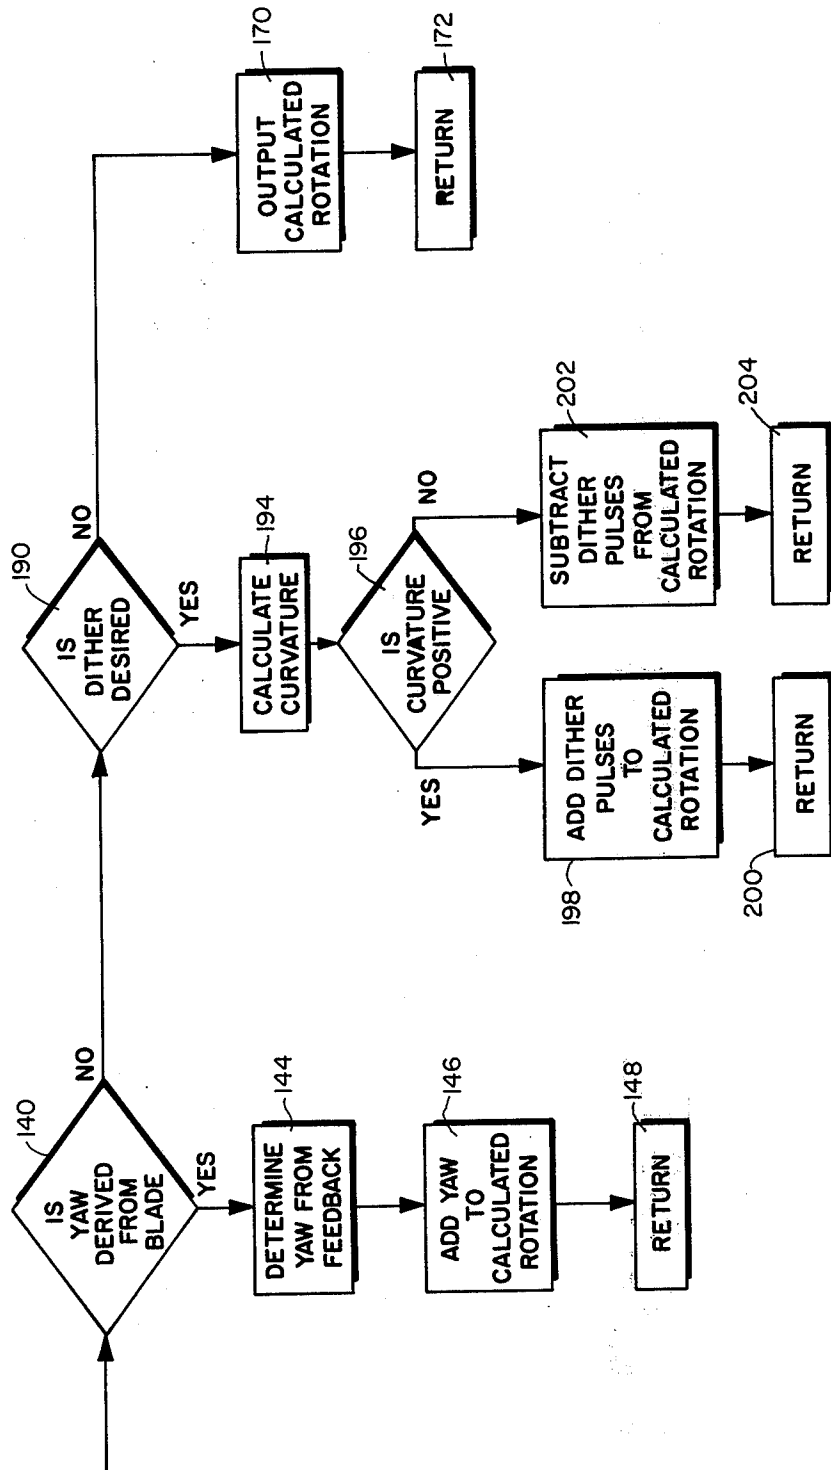 140
IS
YAW
DERIVED
FROM
BLADE
NO
YES
144
DETERMINE
YAW FROM
FEEDBACK
146
ADD YAW
TO
CALCULATED
ROTATION
148
RETURN
190
IS
DITHER
DESIRED
NO
YES
194
CALCULATE
CURVATURE
196
IS
CURVATURE
POSITIVE
YES
NO
198
ADD DITHER
PULSES
TO
CALCULATED
ROTATION
200
RETURN
202
SUBTRACT
DITHER
PULSES
FROM
CALCULATED
ROTATION
204
RETURN
170
OUTPUT
CALCULATED
ROTATION
172
RETURN